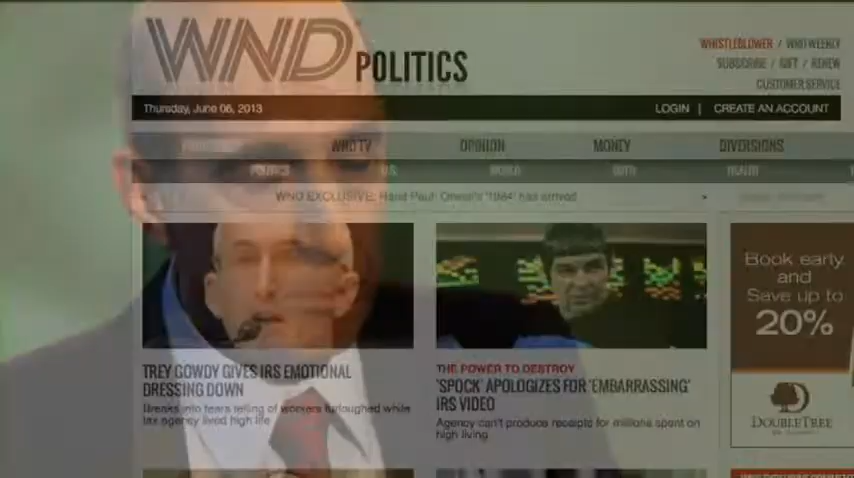 WND POLITICS
WHISTLEBLOWER / WND WEEKLY
SUBSCRIBE / GIFT / RENEW
CUSTOMER SERVICE
Thursday, June 06, 2013
LOGIN | CREATE AN ACCOUNT
WND TV OPINION MONEY DIVERSIONS
POLITICS U.S. WORLD FAITH HEALTH
WND EXCLUSIVE: Rand Paul: Orwell's '1984' has arrived
Book early
and
Save up to
20%
DOUBLETREE
TREY GOWDY GIVES IRS EMOTIONAL
DRESSING DOWN
Breaks into tears telling of workers furloughed while
tax agency lived high life
THE POWER TO DESTROY
'SPOCK' APOLOGIZES FOR 'EMBARRASSING'
IRS VIDEO
Agency can't produce receipts for millions spent on
high living